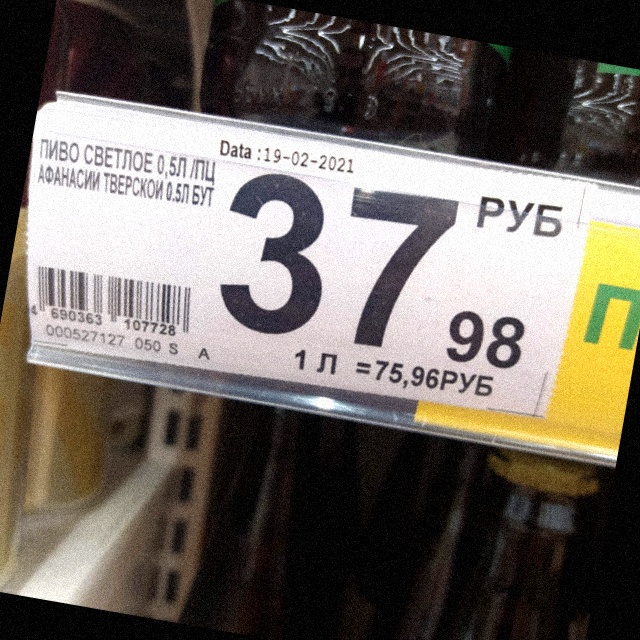 ПИВО СВЕТЛОЕ 0,5Л /ПЦ
АФАНАСИЙ ТВЕРСКОЙ 0.5Л БУТ
Data :19-02-2021
37 98 РУБ
4 690363 107728
000527127 050 S A
1 Л =75,96РУБ
П